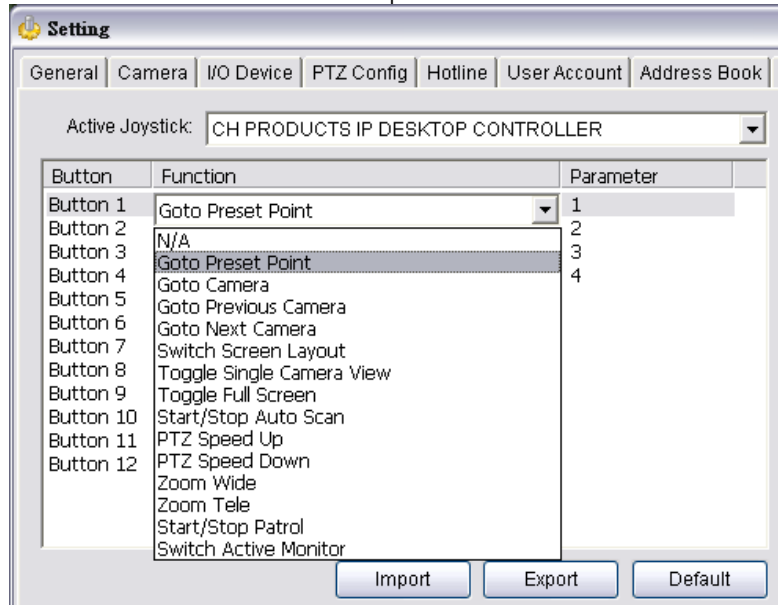 Setting
General Camera I/O Device PTZ Config Hotline User Account Address Book
Active Joystick: CH PRODUCTS IP DESKTOP CONTROLLER
Button Function Parameter
Button 1 Goto Preset Point 1
Button 2 N/A 2
Button 3 Goto Preset Point 3
Button 4 Goto Camera 4
Button 5 Goto Previous Camera
Button 6 Goto Next Camera
Button 7 Switch Screen Layout
Button 8 Toggle Single Camera View
Button 9 Toggle Full Screen
Button 10 Start/Stop Auto Scan
Button 11 PTZ Speed Up
Button 12 PTZ Speed Down
Zoom Wide
Zoom Tele
Start/Stop Patrol
Switch Active Monitor
Import Export Default